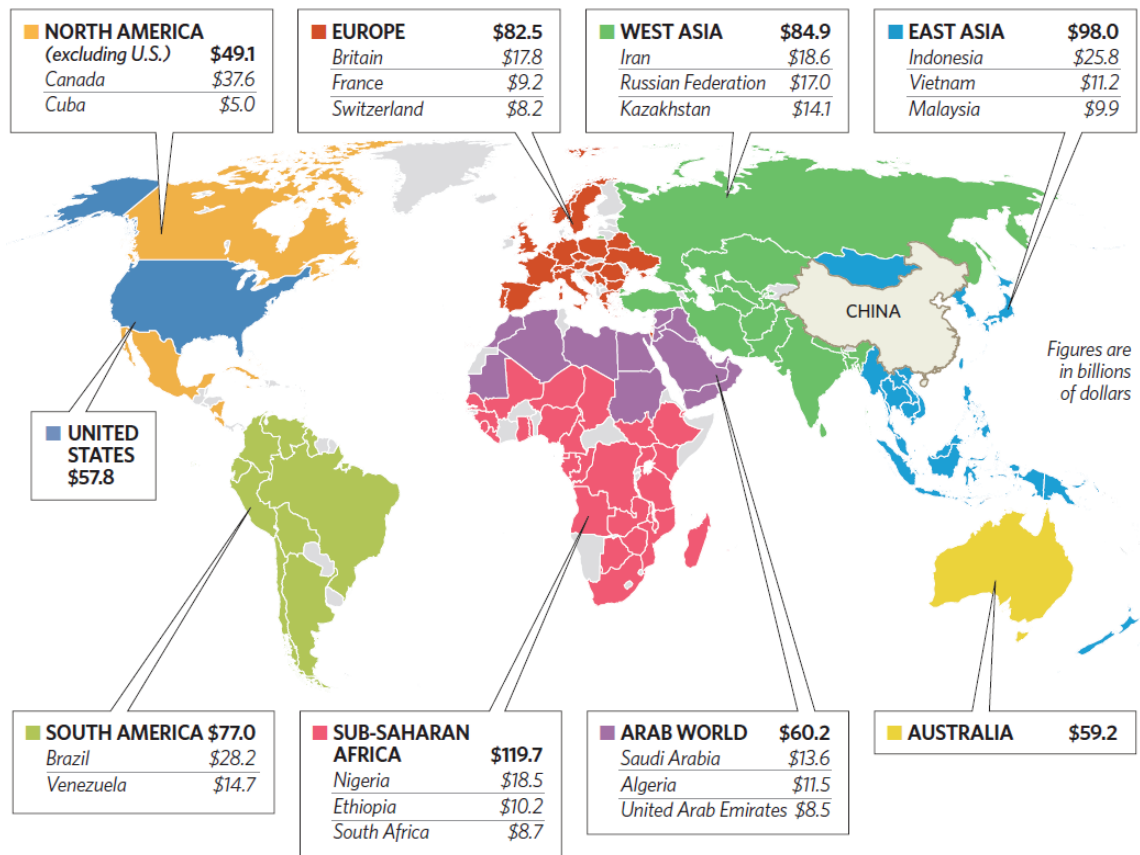 NORTH AMERICA
(excluding U.S.) $49.1
Canada $37.6
Cuba $5.0
EUROPE $82.5
Britain $17.8
France $9.2
Switzerland $8.2
WEST ASIA $84.9
Iran $18.6
Russian Federation $17.0
Kazakhstan $14.1
EAST ASIA $98.0
Indonesia $25.8
Vietnam $11.2
Malaysia $9.9
CHINA
Figures are
in billions
of dollars
UNITED
STATES
$57.8
SOUTH AMERICA $77.0
Brazil $28.2
Venezuela $14.7
SUB-SAHARAN
AFRICA $119.7
Nigeria $18.5
Ethiopia $10.2
South Africa $8.7
ARAB WORLD $60.2
Saudi Arabia $13.6
Algeria $11.5
United Arab Emirates $8.5
AUSTRALIA $59.2